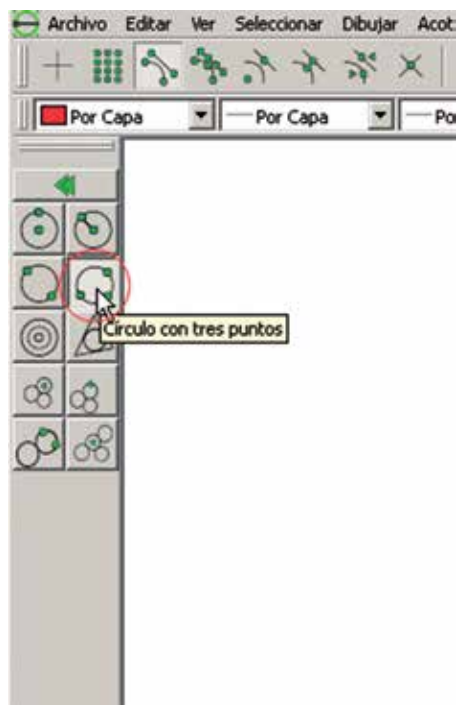 Archivo Editar Ver Seleccionar Dibujar Acot
Por Capa Por Capa Po
Círculo con tres puntos